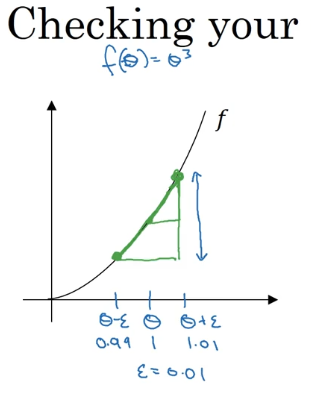 Checking your
f(θ) = θ³
f
θ-ε θ θ+ε
0.99 1 1.01
ε = 0.01